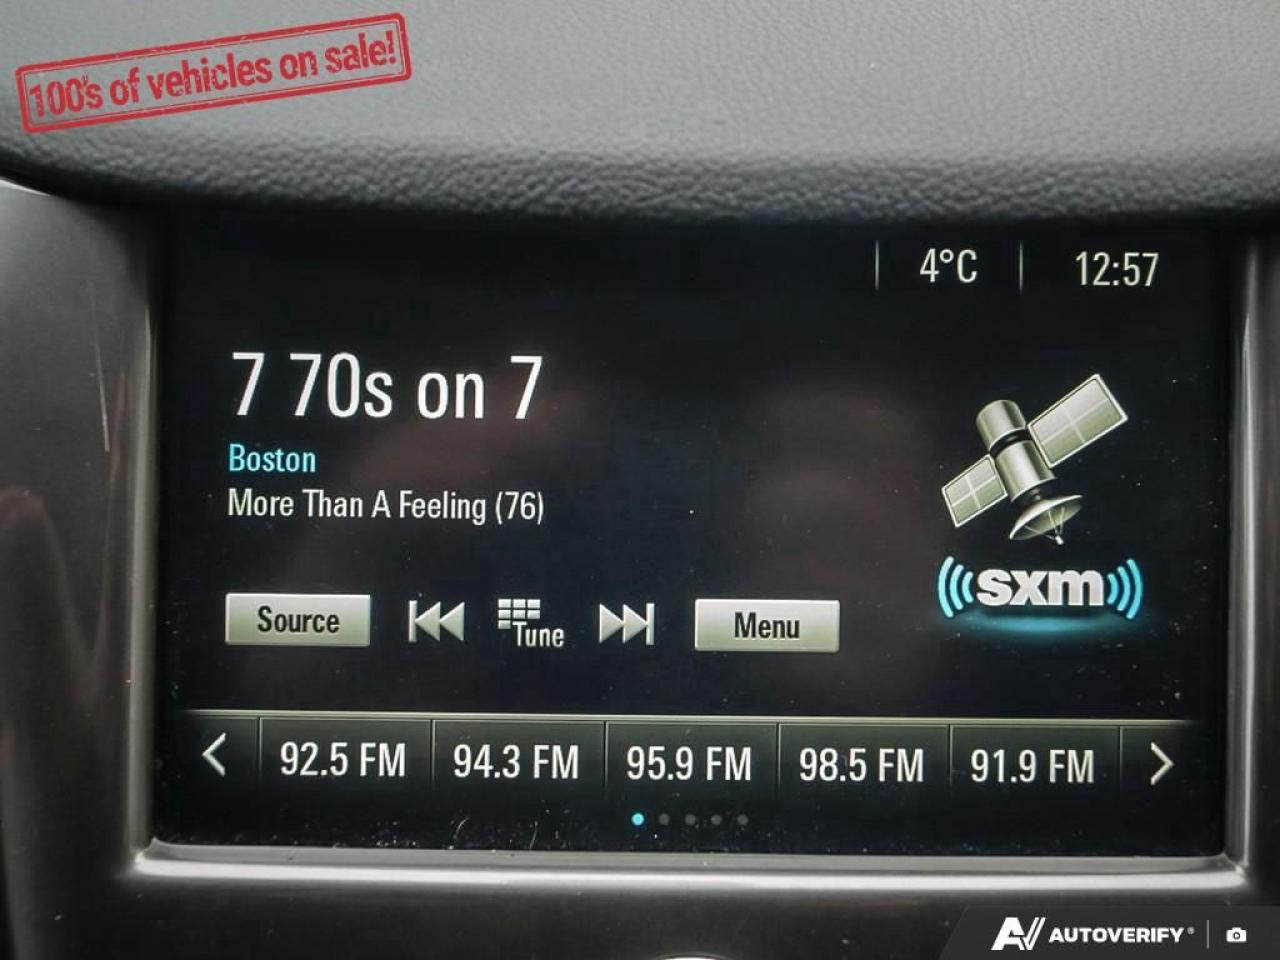 100's of vehicles on sale!
4°C 12:57
7 70s on 7
Boston
More Than A Feeling (76)
((sxm))
Source Tune Menu
92.5 FM 94.3 FM 95.9 FM 98.5 FM 91.9 FM
AUTOVERIFY®